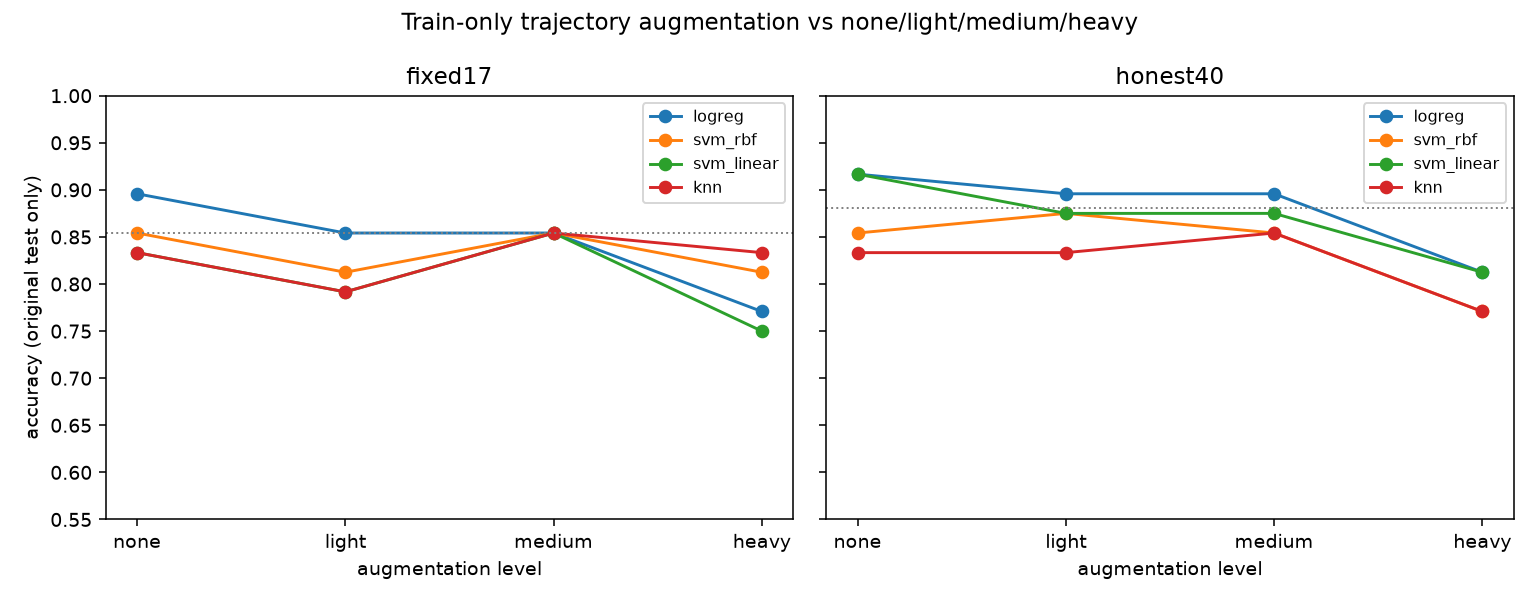 Train-only trajectory augmentation vs none/light/medium/heavy
fixed17
accuracy (original test only)
1.00
0.95
0.90
0.85
0.80
0.75
0.70
0.65
0.60
0.55
logreg
svm_rbf
svm_linear
knn
none light medium heavy
augmentation level
honest40
logreg
svm_rbf
svm_linear
knn
none light medium heavy
augmentation level